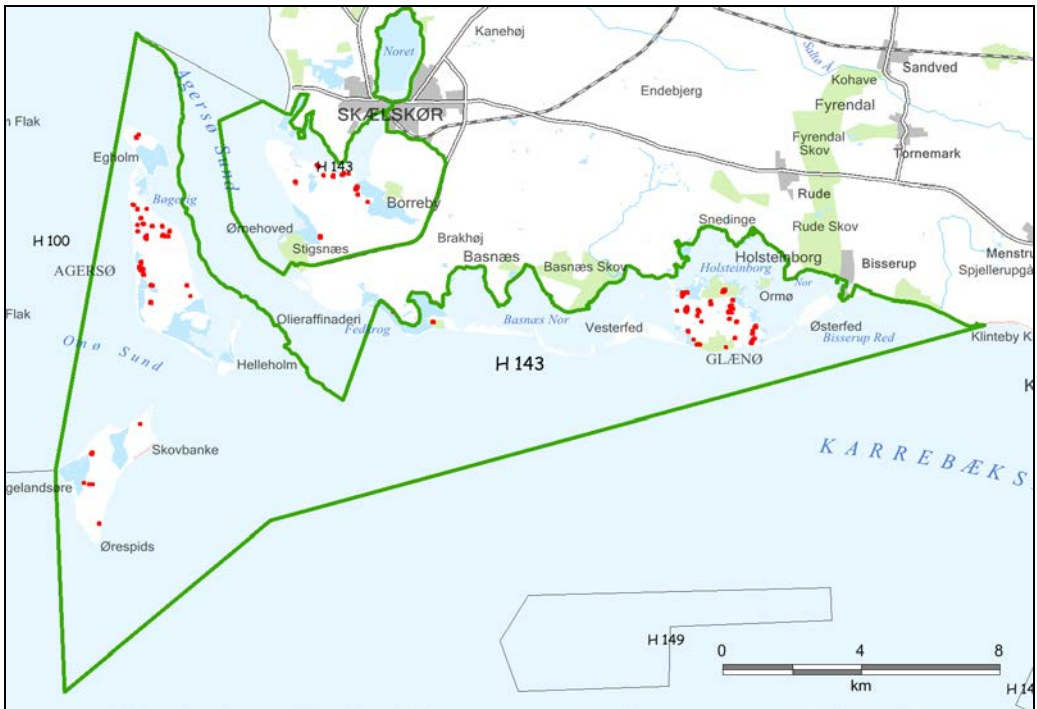 Kanehøj
Noret
Saltø Å
Sandved
Kohave
Endebjerg
Fyrendal
SKÆLSKØR
n Flak
Agersø Sund
Fyrendal
Skov
Tornemark
Egholm
H 143
Rude
Bøgevig
Borreby
Ørnehoved
Snedinge
Rude Skov
H 100
Brakhøj
Stigsnæs
Basnæs
Holsteinborg
Menstru
AGERSØ
Basnæs Skov
Holsteinborg
Bisserup
Spjellerupgå
Nor
Ormø
Flak
Olieraffinaderi
Fedkrog
Basnæs Nor
Vesterfed
Østerfed
Omø Sund
Bisserup Red
Klinteby K
Helleholm
H 143
GLÆNØ
K
Skovbanke
KARREBÆKS
gelandsøre
Ørespids
H 149
0 4 8
km
H 14